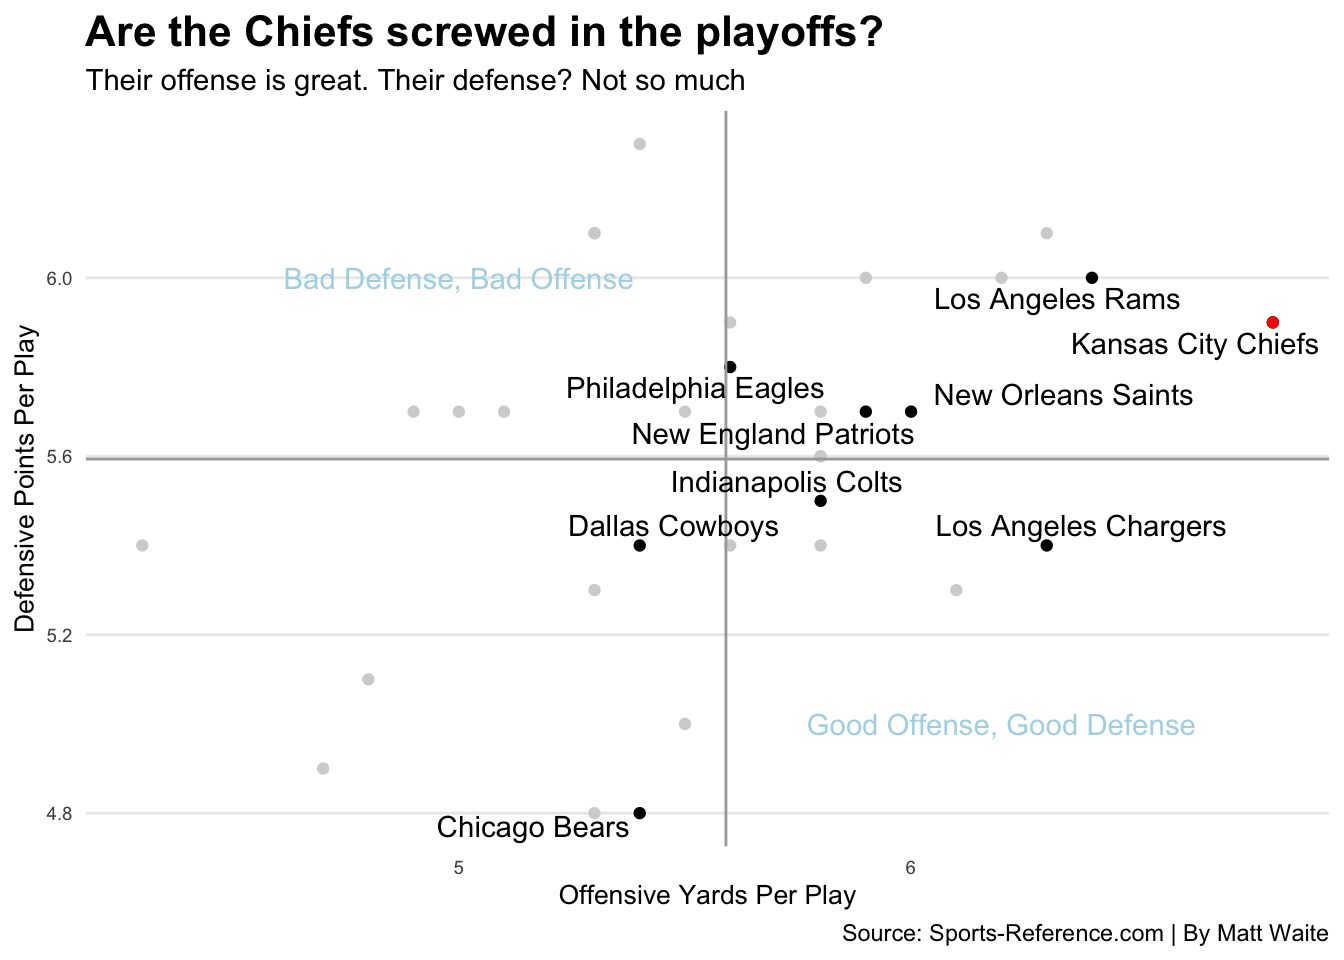 Are the Chiefs screwed in the playoffs?
Their offense is great. Their defense? Not so much
Bad Defense, Bad Offense
6.0
Los Angeles Rams
Kansas City Chiefs
Philadelphia Eagles
New Orleans Saints
New England Patriots
5.6
Indianapolis Colts
Dallas Cowboys
Los Angeles Chargers
Defensive Points Per Play
5.2
Good Offense, Good Defense
4.8
Chicago Bears
5
6
Offensive Yards Per Play
Source: Sports-Reference.com | By Matt Waite